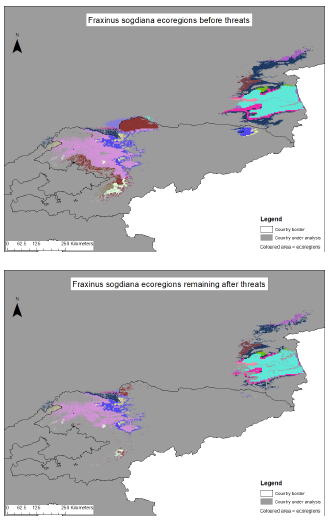 Fraxinus sogdiana ecoregions before threats
N
Legend
Country border
Country under analysis
Coloured area = ecoregions
0 62.5 125 250 Kilometers
Fraxinus sogdiana ecoregions remaining after threats
N
Legend
Country border
Country under analysis
Coloured area = ecoregions
0 62.5 125 250 Kilometers